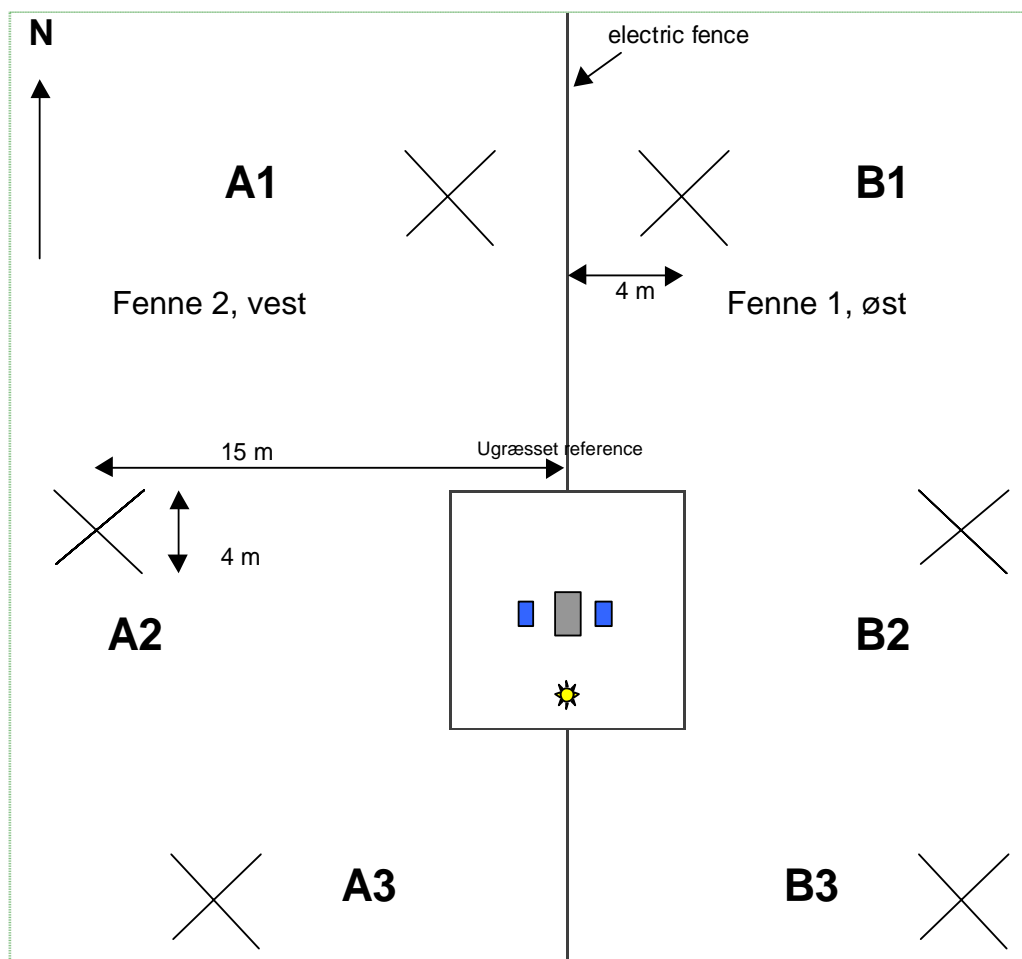 N
electric fence
A1
B1
4 m
Fenne 2, vest
Fenne 1, øst
15 m
Ugræsset reference
4 m
A2
B2
A3
B3